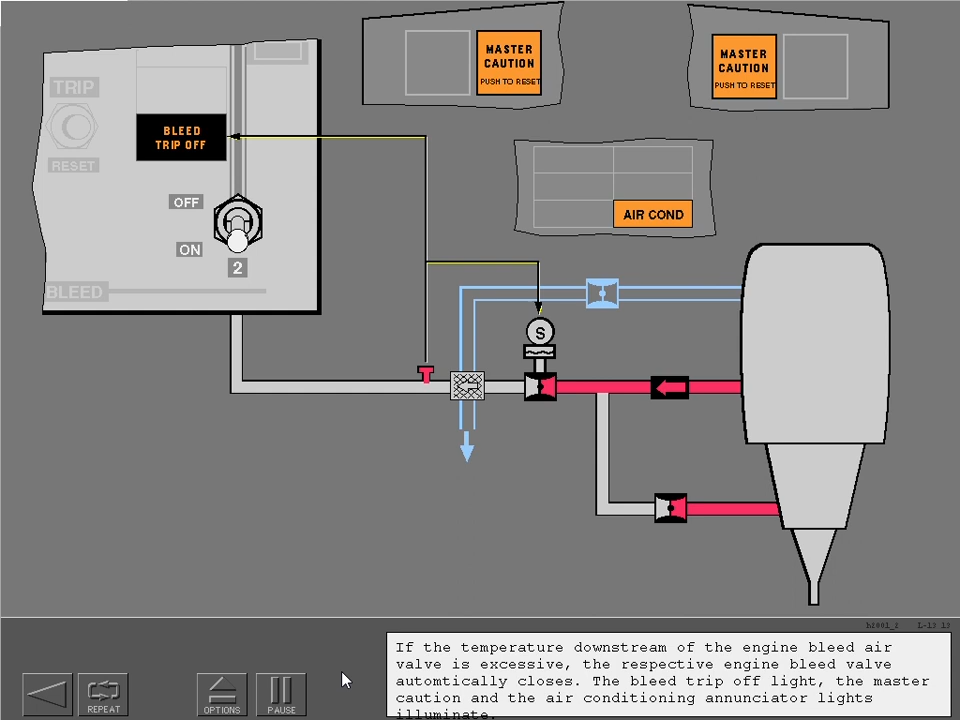 MASTER
CAUTION
PUSH TO RESET
MASTER
CAUTION
PUSH TO RESET
TRIP
BLEED
TRIP OFF
RESET
OFF
AIR COND
ON
2
BLEED
S
If the temperature downstream of the engine bleed air
valve is excessive, the respective engine bleed valve
automtically closes. The bleed trip off light, the master
caution and the air conditioning annunciator lights
illuminate.
REPEAT
OPTIONS
PAUSE